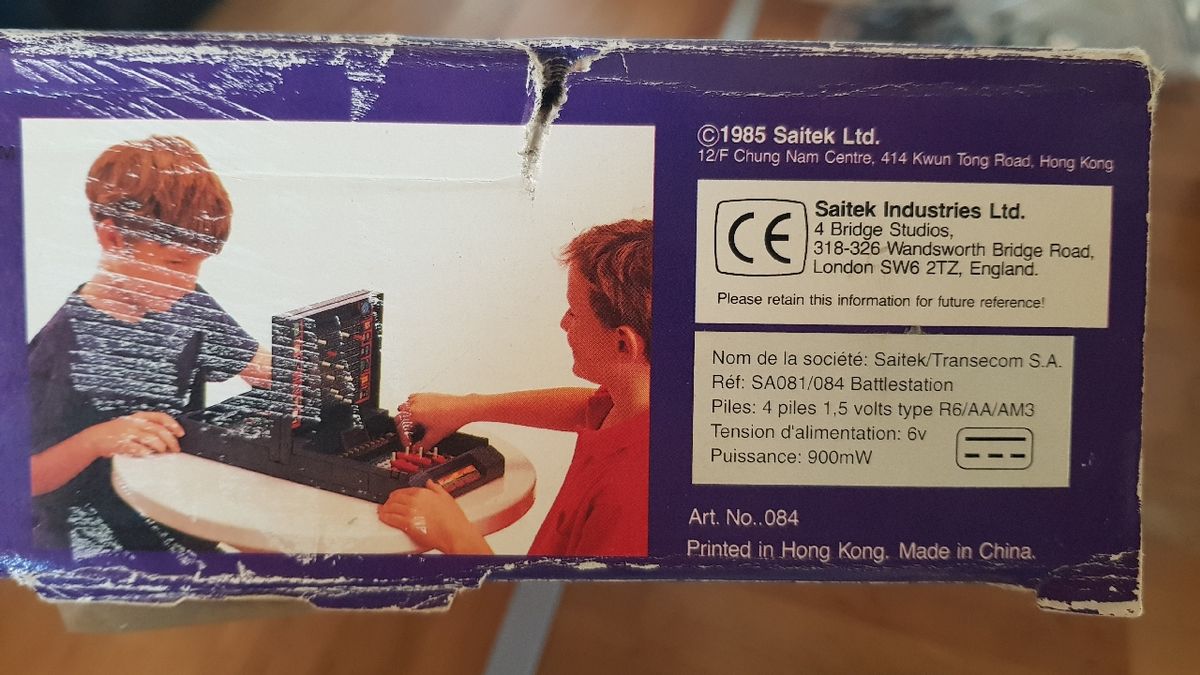 ©1985 Saitek Ltd.
12/F Chung Nam Centre, 414 Kwun Tong Road, Hong Kong
CE
Saitek Industries Ltd.
4 Bridge Studios,
318-326 Wandsworth Bridge Road,
London SW6 2TZ, England.
Please retain this information for future reference!
Nom de la société: Saitek/Transecom S.A.
Réf: SA081/084 Battlestation
Piles: 4 piles 1,5 volts type R6/AA/AM3
Tension d'alimentation: 6v
Puissance: 900mW
Art. No..084
Printed in Hong Kong. Made in China.